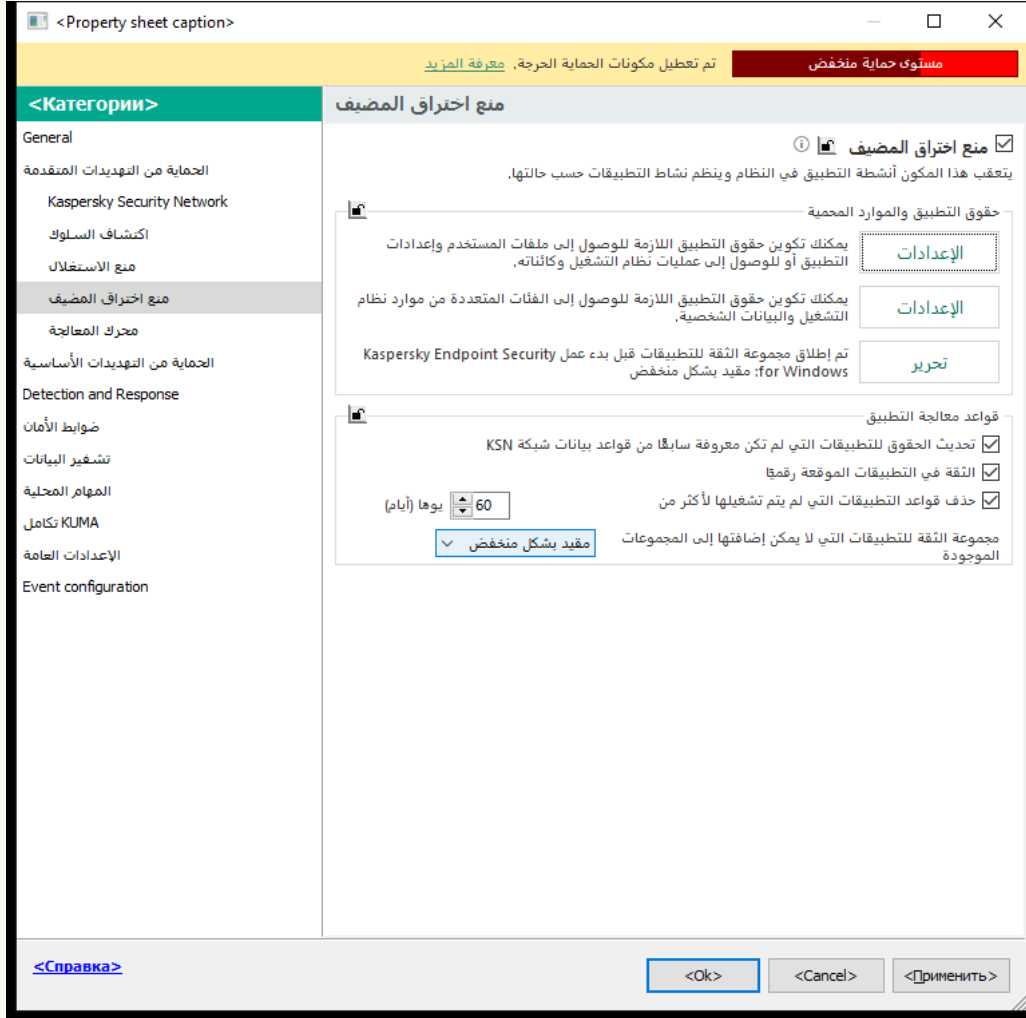 <Property sheet caption>
مستوى حماية منخفض
تم تعطيل مكونات الحماية الحرجة. معرفة المزيد
<Категории>
General
الحماية من التهديدات المتقدمة
Kaspersky Security Network
اكتشاف السلوك
منع الاستغلال
منع اختراق المضيف
محرك المعالجة
الحماية من التهديدات الأساسية
Detection and Response
ضوابط الأمان
تشفير البيانات
المهام المحلية
KUMA تكامل
الإعدادات العامة
Event configuration
منع اختراق المضيف
منع اختراق المضيف
يتعقب هذا المكون أنشطة التطبيق في النظام وينظم نشاط التطبيقات حسب حالتها.
حقوق التطبيق والموارد المحمية
الإعدادات
يمكنك تكوين حقوق التطبيق اللازمة للوصول إلى ملفات المستخدم وإعدادات
التطبيق أو للوصول إلى عمليات نظام التشغيل وكائناته.
الإعدادات
يمكنك تكوين حقوق التطبيق اللازمة للوصول إلى الفئات المتعددة من موارد نظام
التشغيل والبيانات الشخصية.
تحرير
تم إطلاق مجموعة الثقة للتطبيقات قبل بدء عمل Kaspersky Endpoint Security
for Windows: مقيد بشكل منخفض
قواعد معالجة التطبيق
تحديث الحقوق للتطبيقات التي لم تكن معروفة سابقًا من قواعد بيانات شبكة KSN
الثقة في التطبيقات الموقعة رقميًا
حذف قواعد التطبيقات التي لم يتم تشغيلها لأكثر من 60 يوها (أيام)
مجموعة الثقة للتطبيقات التي لا يمكن إضافتها إلى المجموعات
الموجودة
مقيد بشكل منخفض
<Справка>
<Ok>
<Cancel>
<Применить>